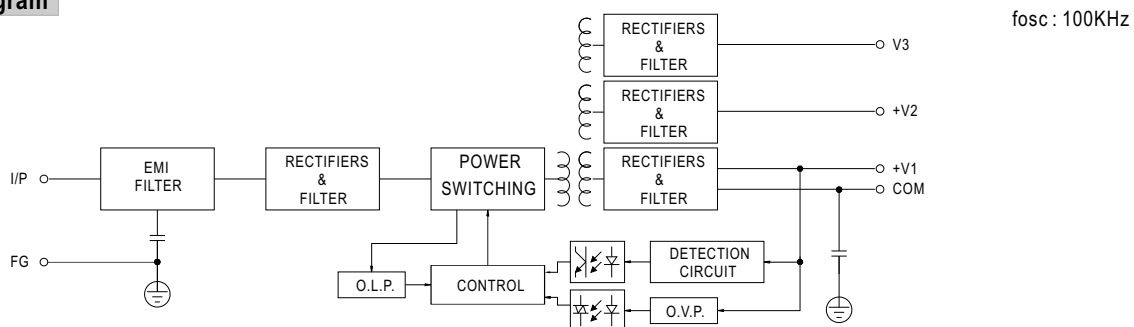 fosc : 100KHz
RECTIFIERS
&
FILTER
V3
RECTIFIERS
&
FILTER
+V2
I/P
EMI
FILTER
RECTIFIERS
&
FILTER
POWER
SWITCHING
RECTIFIERS
&
FILTER
+V1
COM
FG
O.L.P.
CONTROL
DETECTION
CIRCUIT
O.V.P.